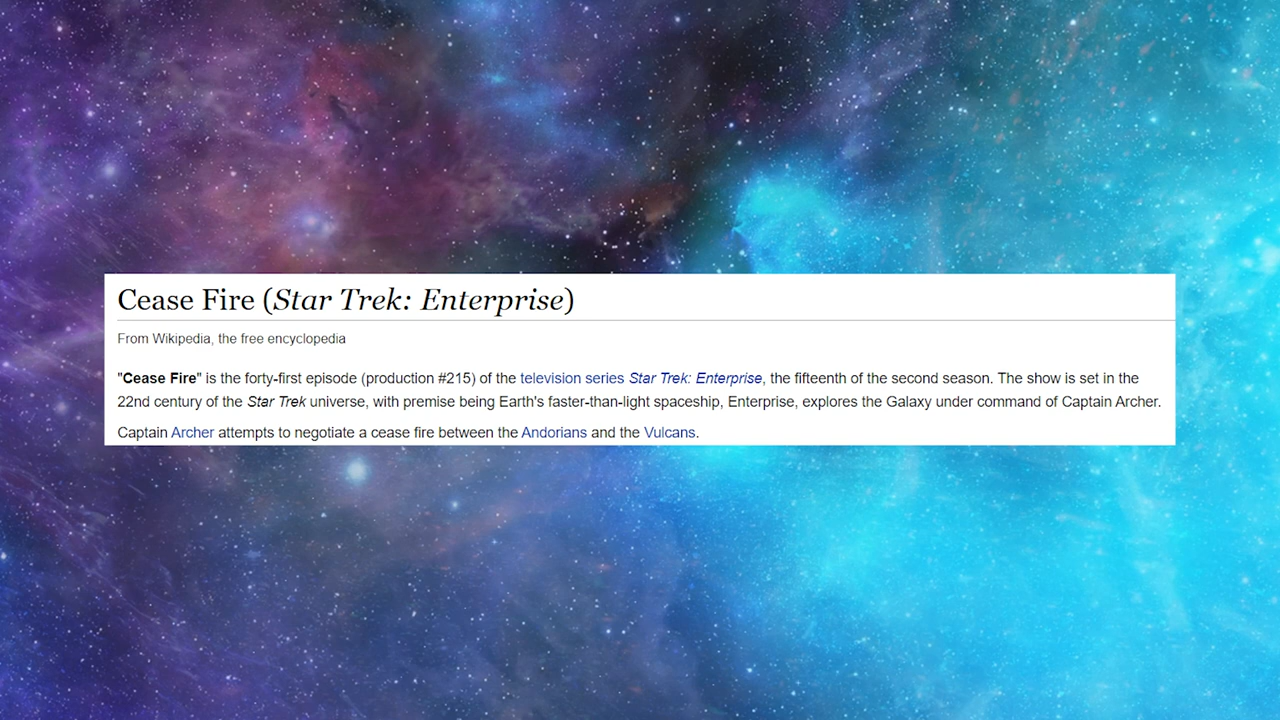 Cease Fire (Star Trek: Enterprise)
From Wikipedia, the free encyclopedia
"Cease Fire" is the forty-first episode (production #215) of the television series Star Trek: Enterprise, the fifteenth of the second season. The show is set in the
22nd century of the Star Trek universe, with premise being Earth's faster-than-light spaceship, Enterprise, explores the Galaxy under command of Captain Archer.
Captain Archer attempts to negotiate a cease fire between the Andorians and the Vulcans.